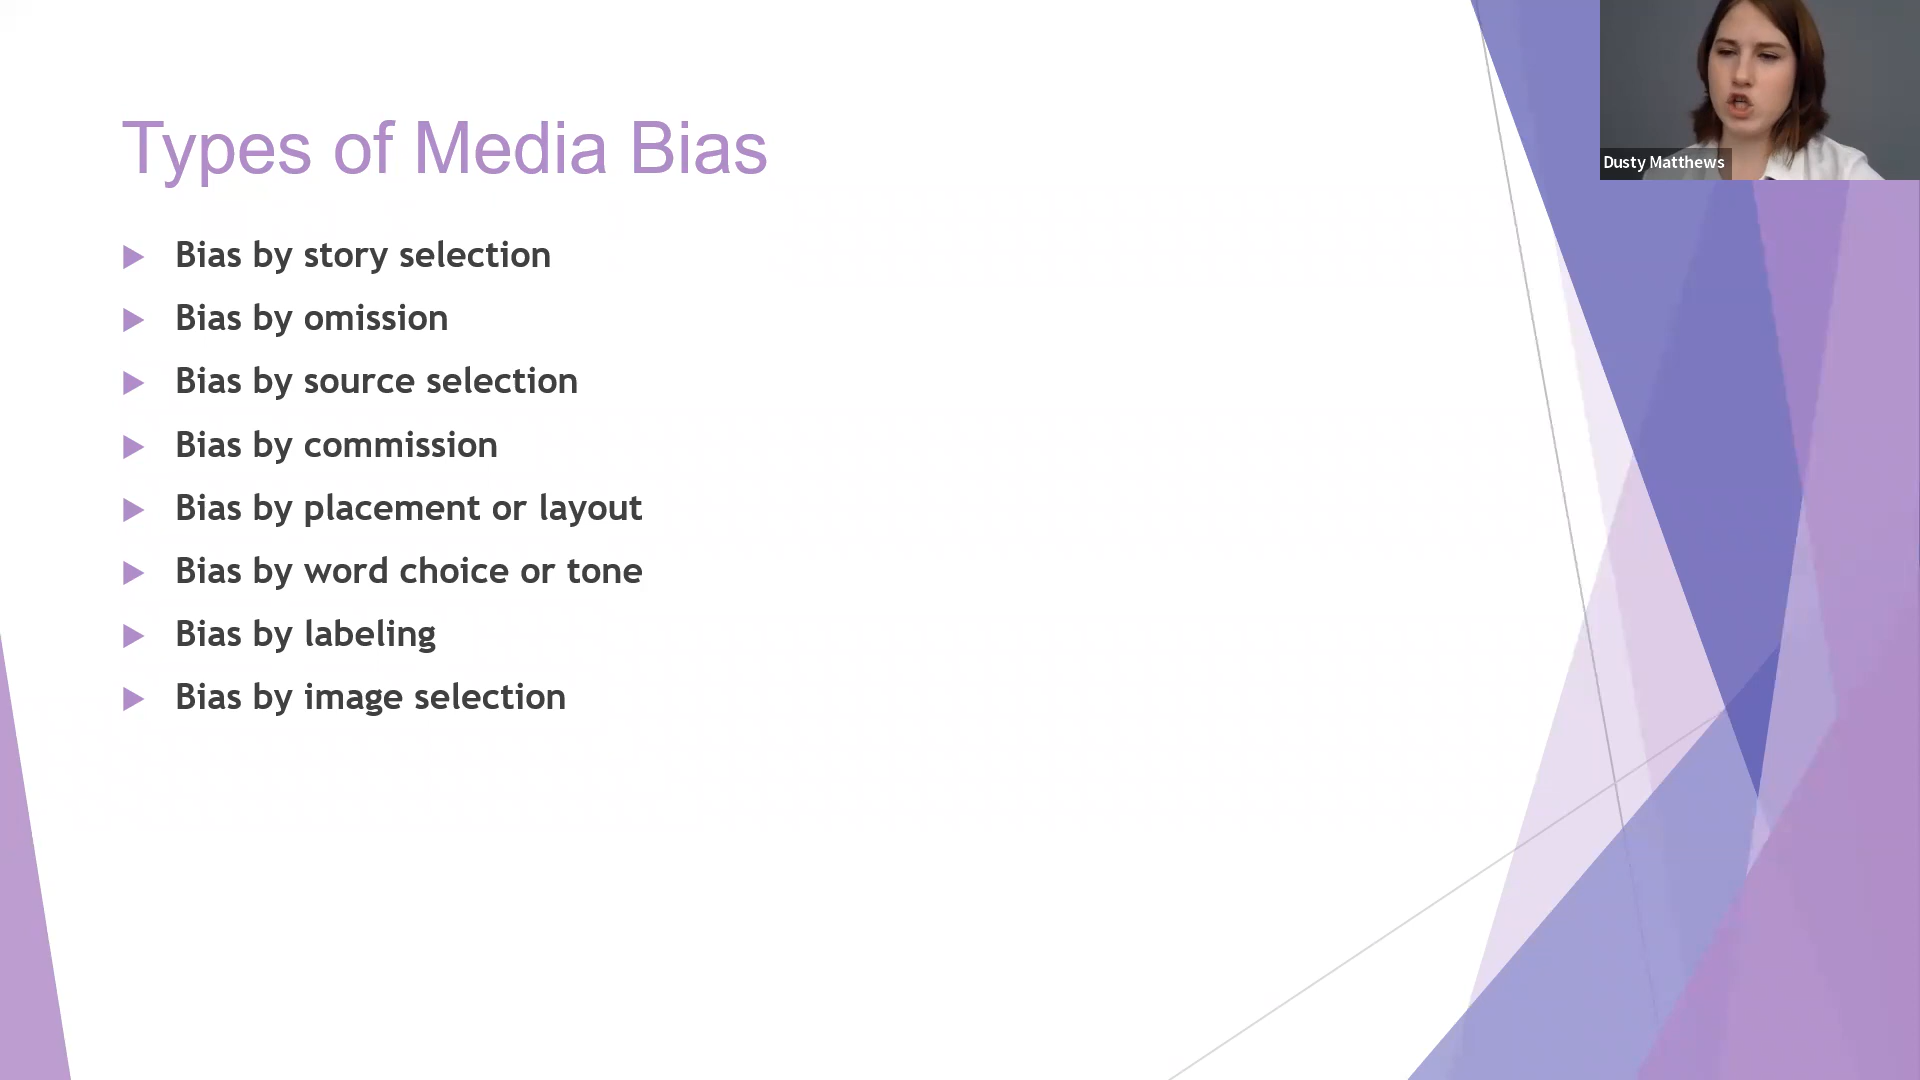 Types of Media Bias
Bias by story selection
Bias by omission
Bias by source selection
Bias by commission
Bias by placement or layout
Bias by word choice or tone
Bias by labeling
Bias by image selection
Dusty Matthews